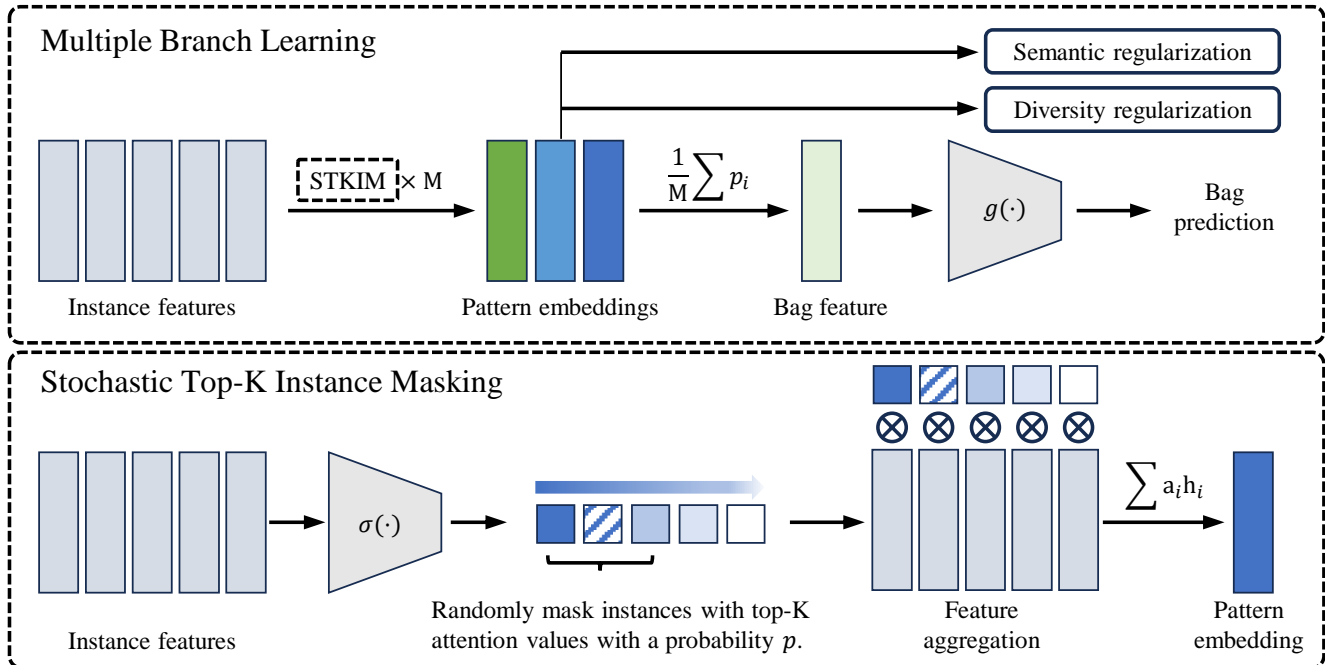 Multiple Branch Learning
Semantic regularization
Diversity regularization
STKIM × M
1/M ∑ p_i
g(·)
Bag
prediction
Instance features
Pattern embeddings
Bag feature
Stochastic Top-K Instance Masking
σ(·)
∑ a_i h_i
Randomly mask instances with top-K
attention values with a probability p.
Instance features
Feature
aggregation
Pattern
embedding